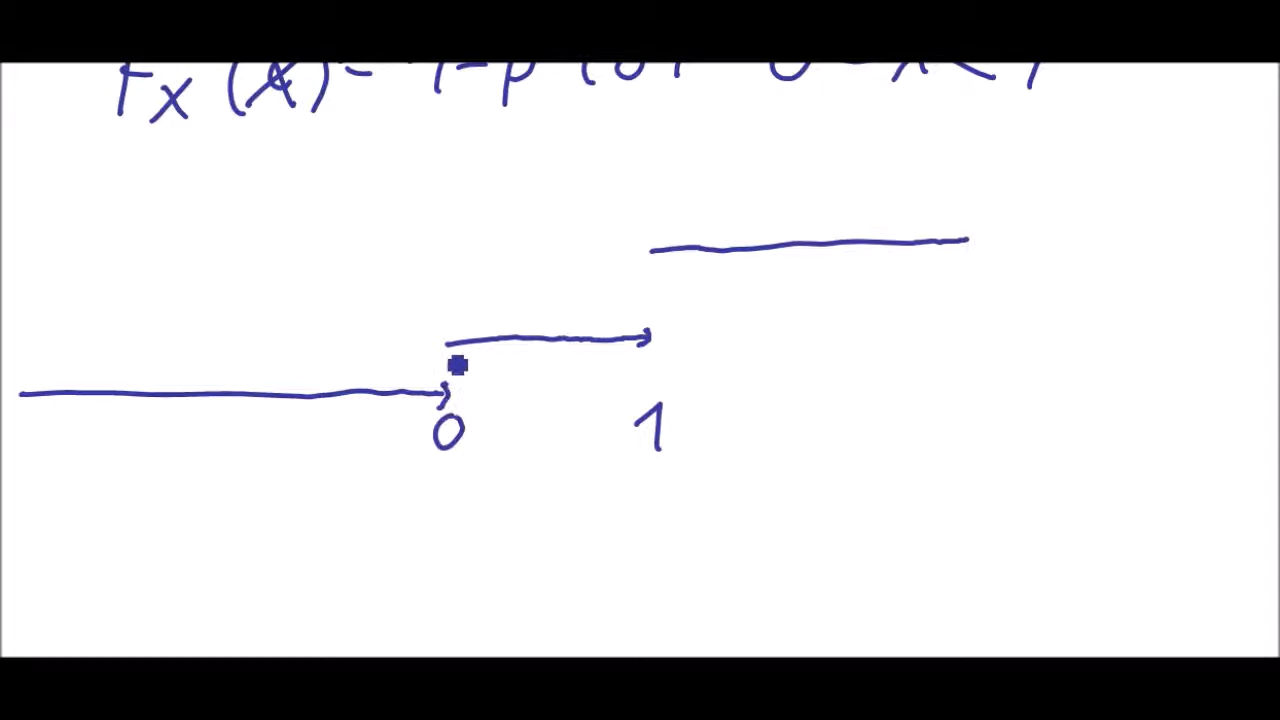 Fx (x) = 1-p for 0 ≤ x < 1
0 1